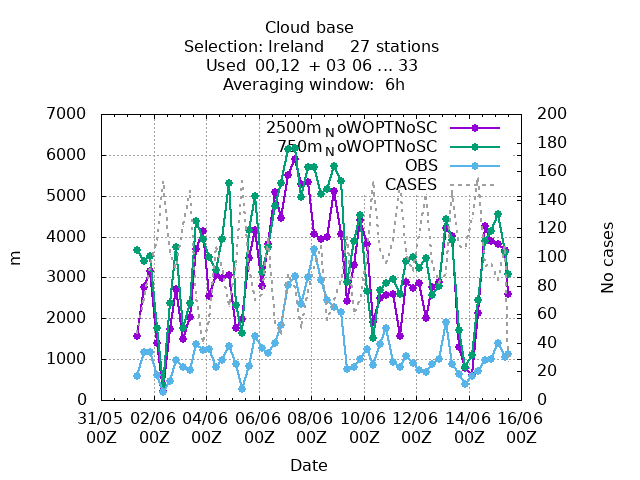 Cloud base
Selection: Ireland 27 stations
Used 00,12 + 03 06 ... 33
Averaging window: 6h
7000
6000
5000
4000
3000
2000
1000
0
m
2500m NoWOPTNoSC
750m NoWOPTNoSC
OBS
CASES
200
180
160
140
120
100
80
60
40
20
0
No cases
31/05 02/06 04/06 06/06 08/06 10/06 12/06 14/06 16/06
00Z 00Z 00Z 00Z 00Z 00Z 00Z 00Z 00Z
Date